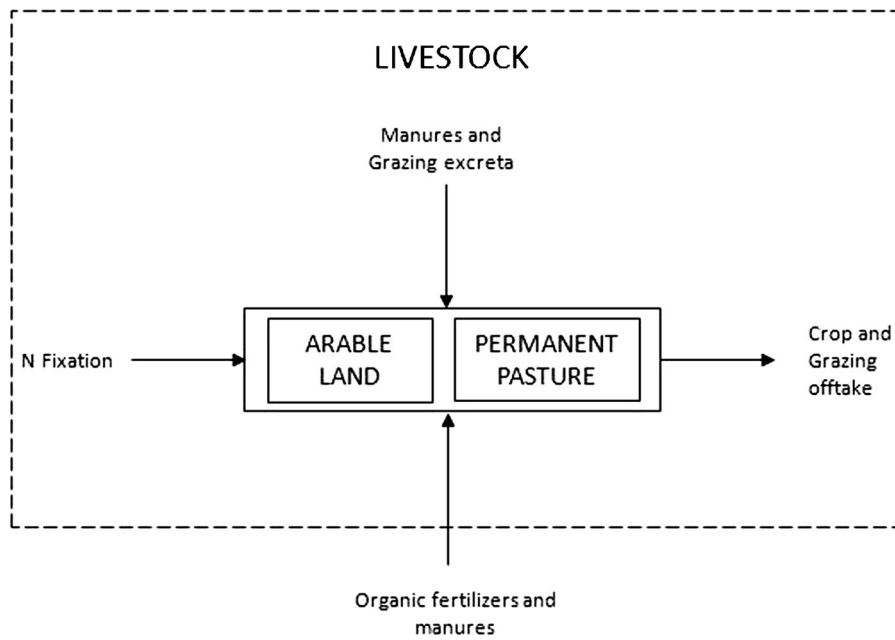 LIVESTOCK
Manures and
Grazing excreta
N Fixation
ARABLE
LAND
PERMANENT
PASTURE
Crop and
Grazing
offtake
Organic fertilizers and
manures